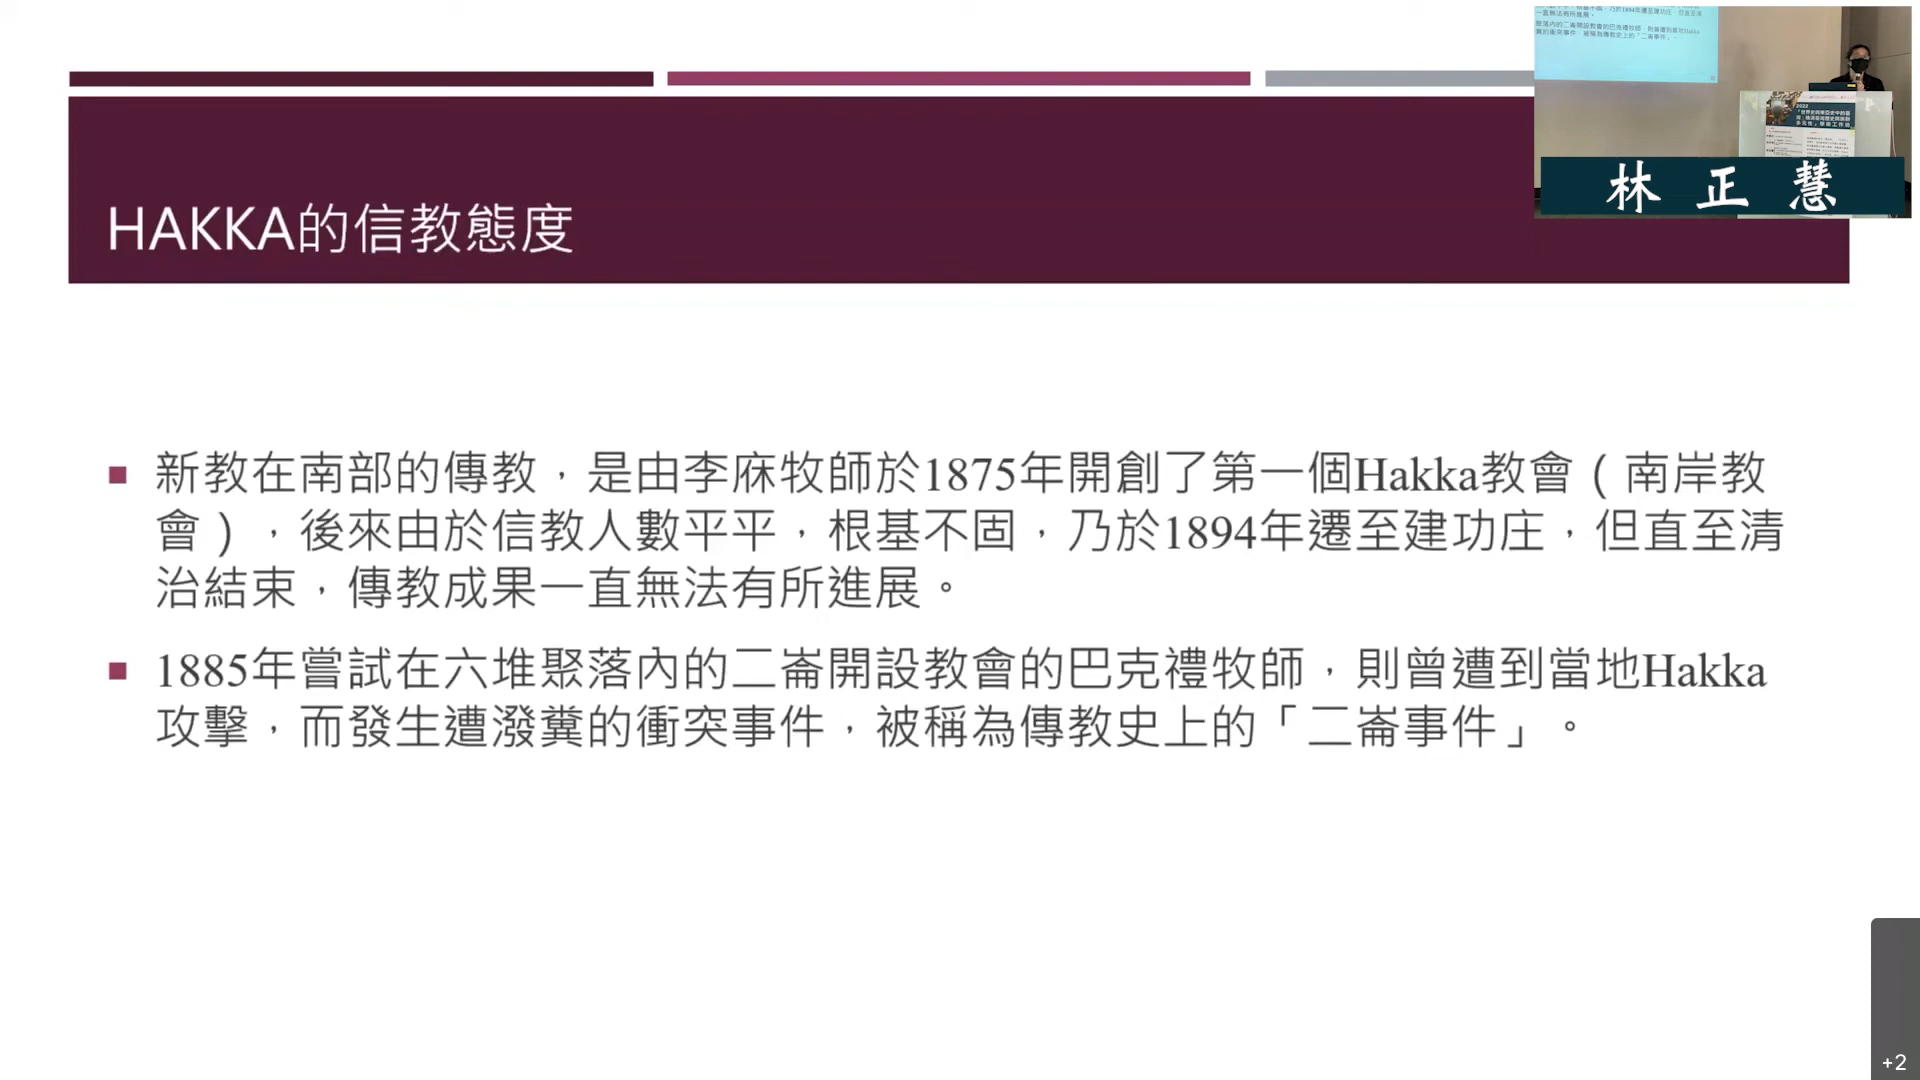 HAKKA的信教態度
新教在南部的傳教，是由李庥牧師於1875年開創了第一個Hakka教會（南岸教
會），後來由於信教人數平平，根基不固，乃於1894年遷至建功庄，但直至清
治結束，傳教成果一直無法有所進展。
1885年嘗試在六堆聚落內的二崙開設教會的巴克禮牧師，則曾遭到當地Hakka
攻擊，而發生遭潑糞的衝突事件，被稱為傳教史上的「二崙事件」。
林正慧
2022
+2